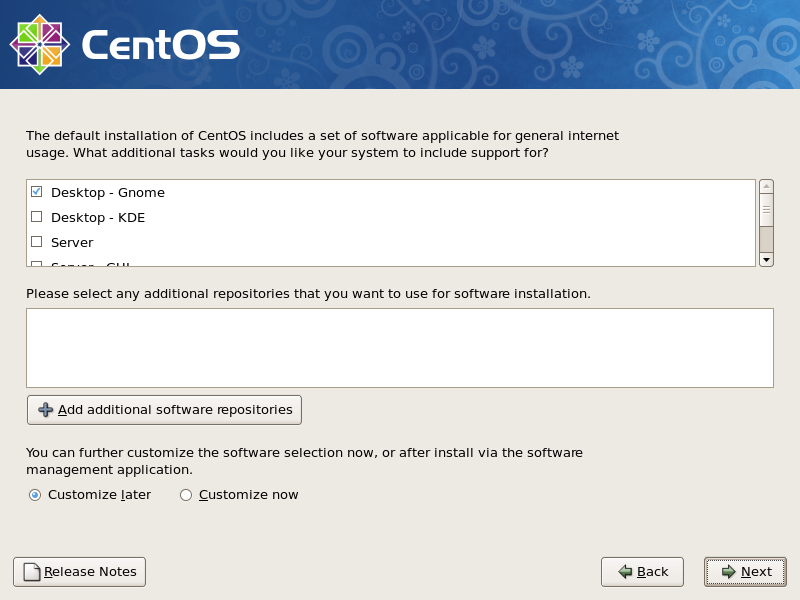 CentOS
The default installation of CentOS includes a set of software applicable for general internet
usage. What additional tasks would you like your system to include support for?
Desktop - Gnome
Desktop - KDE
Server
Server - GUI
Please select any additional repositories that you want to use for software installation.
Add additional software repositories
You can further customize the software selection now, or after install via the software
management application.
Customize later
Customize now
Release Notes
Back
Next